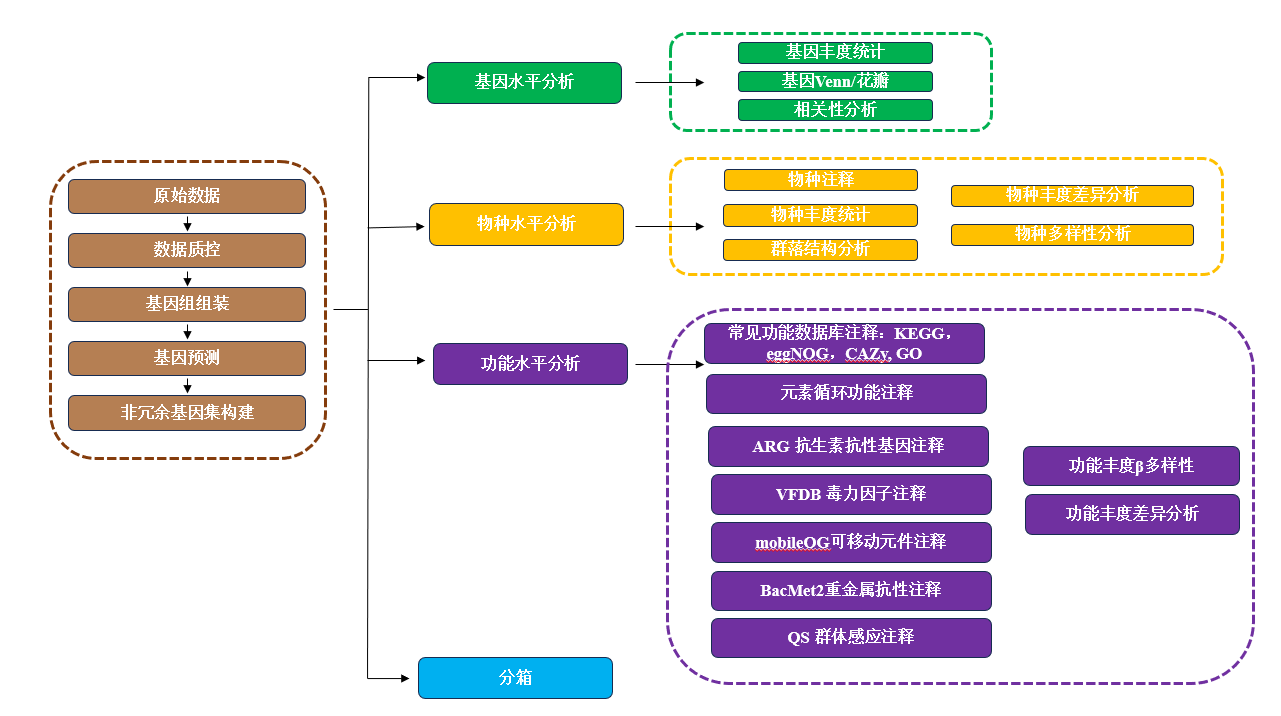 原始数据
数据质控
基因组组装
基因预测
非冗余基因集构建
基因水平分析
基因丰度统计
基因Venn/花瓣
相关性分析
物种水平分析
物种注释
物种丰度统计
群落结构分析
物种丰度差异分析
物种多样性分析
功能水平分析
常见功能数据库注释：KEGG，
eggNOG，CAZy, GO
元素循环功能注释
ARG 抗生素抗性基因注释
VFDB 毒力因子注释
mobileOG可移动元件注释
BacMet2重金属抗性注释
QS 群体感应注释
功能丰度β多样性
功能丰度差异分析
分箱